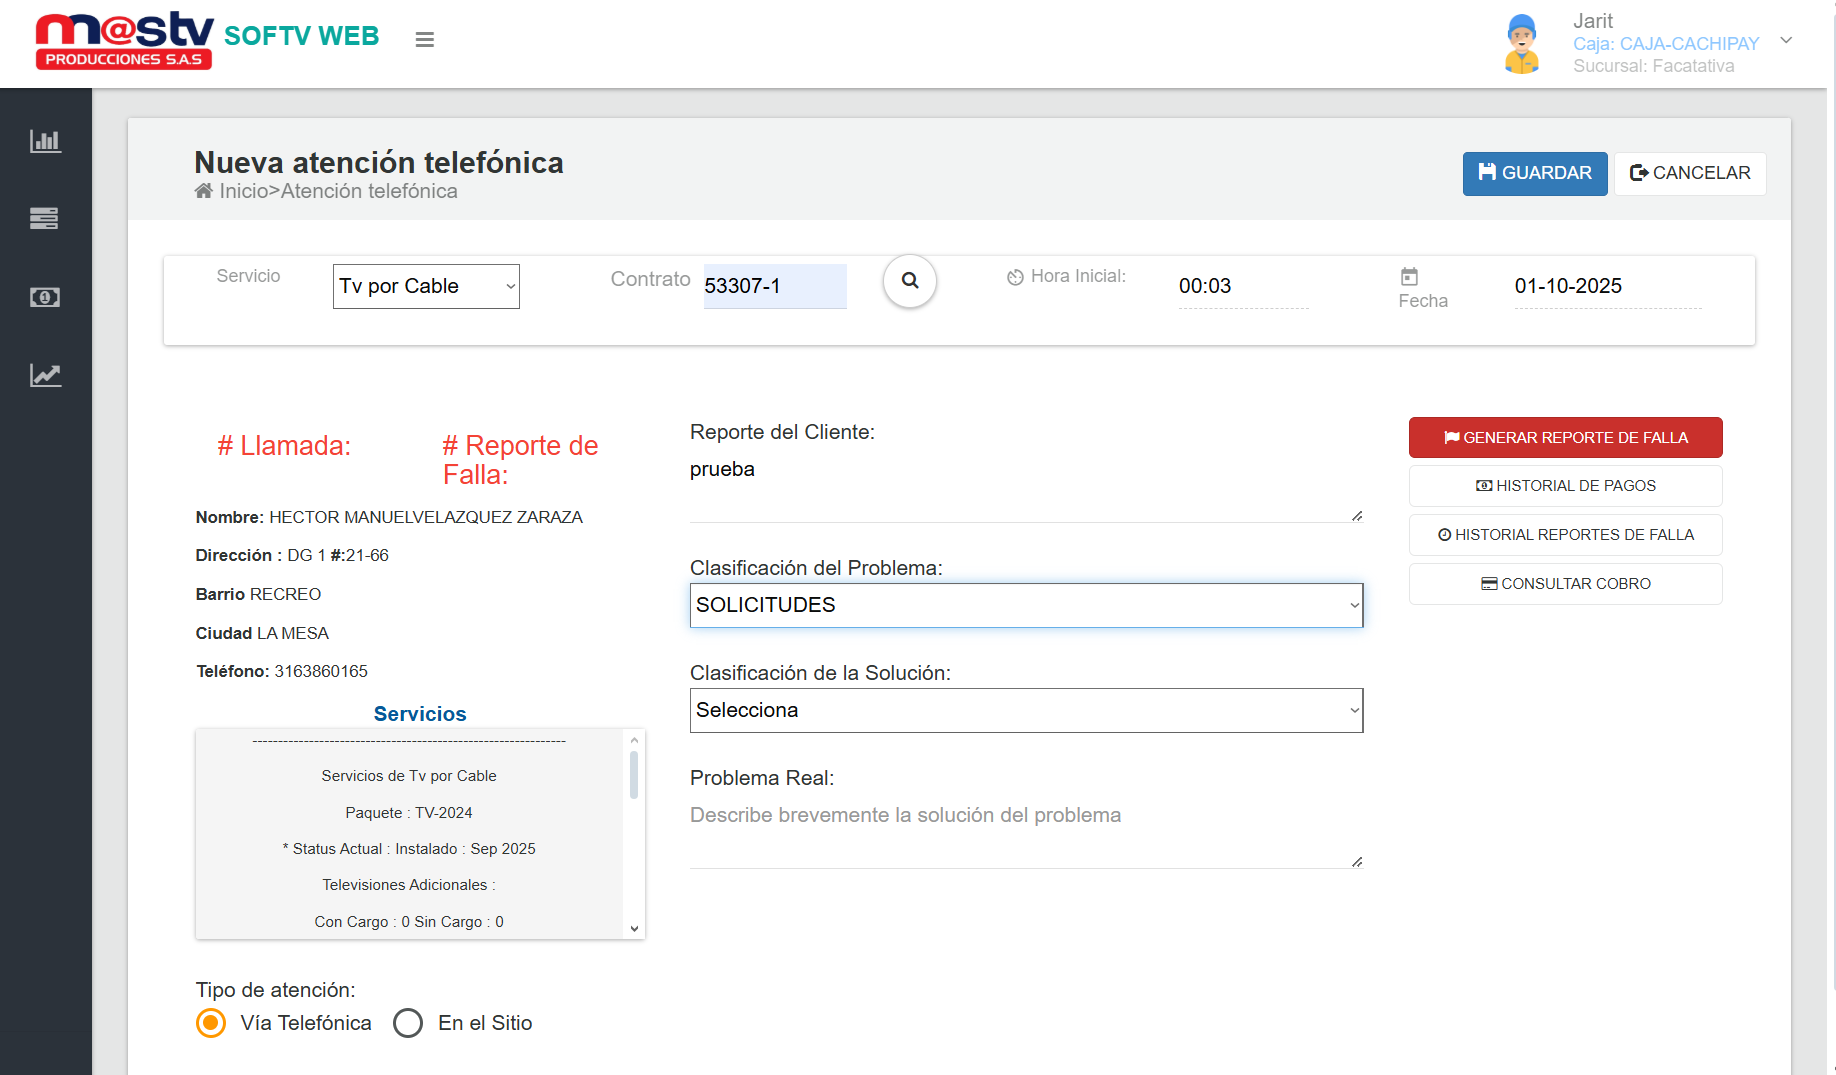 m@stv
PRODUCCIONES S.A.S
SOFTV WEB
Jarit
Caja: CAJA-CACHIPAY
Sucursal: Facatativa
Nueva atención telefónica
Inicio>Atención telefónica
GUARDAR
CANCELAR
Servicio
Tv por Cable
Contrato
53307-1
Hora Inicial:
00:03
Fecha
01-10-2025
# Llamada:
# Reporte de
Falla:
Nombre: HECTOR MANUELVELAZQUEZ ZARAZA
Dirección : DG 1 #:21-66
Barrio RECREO
Ciudad LA MESA
Teléfono: 3163860165
Servicios
--------------------------------------------------------------
Servicios de Tv por Cable
Paquete : TV-2024
* Status Actual : Instalado : Sep 2025
Televisiones Adicionales :
Con Cargo : 0 Sin Cargo : 0
Tipo de atención:
Vía Telefónica
En el Sitio
Reporte del Cliente:
prueba
Clasificación del Problema:
SOLICITUDES
Clasificación de la Solución:
Selecciona
Problema Real:
Describe brevemente la solución del problema
GENERAR REPORTE DE FALLA
HISTORIAL DE PAGOS
HISTORIAL REPORTES DE FALLA
CONSULTAR COBRO